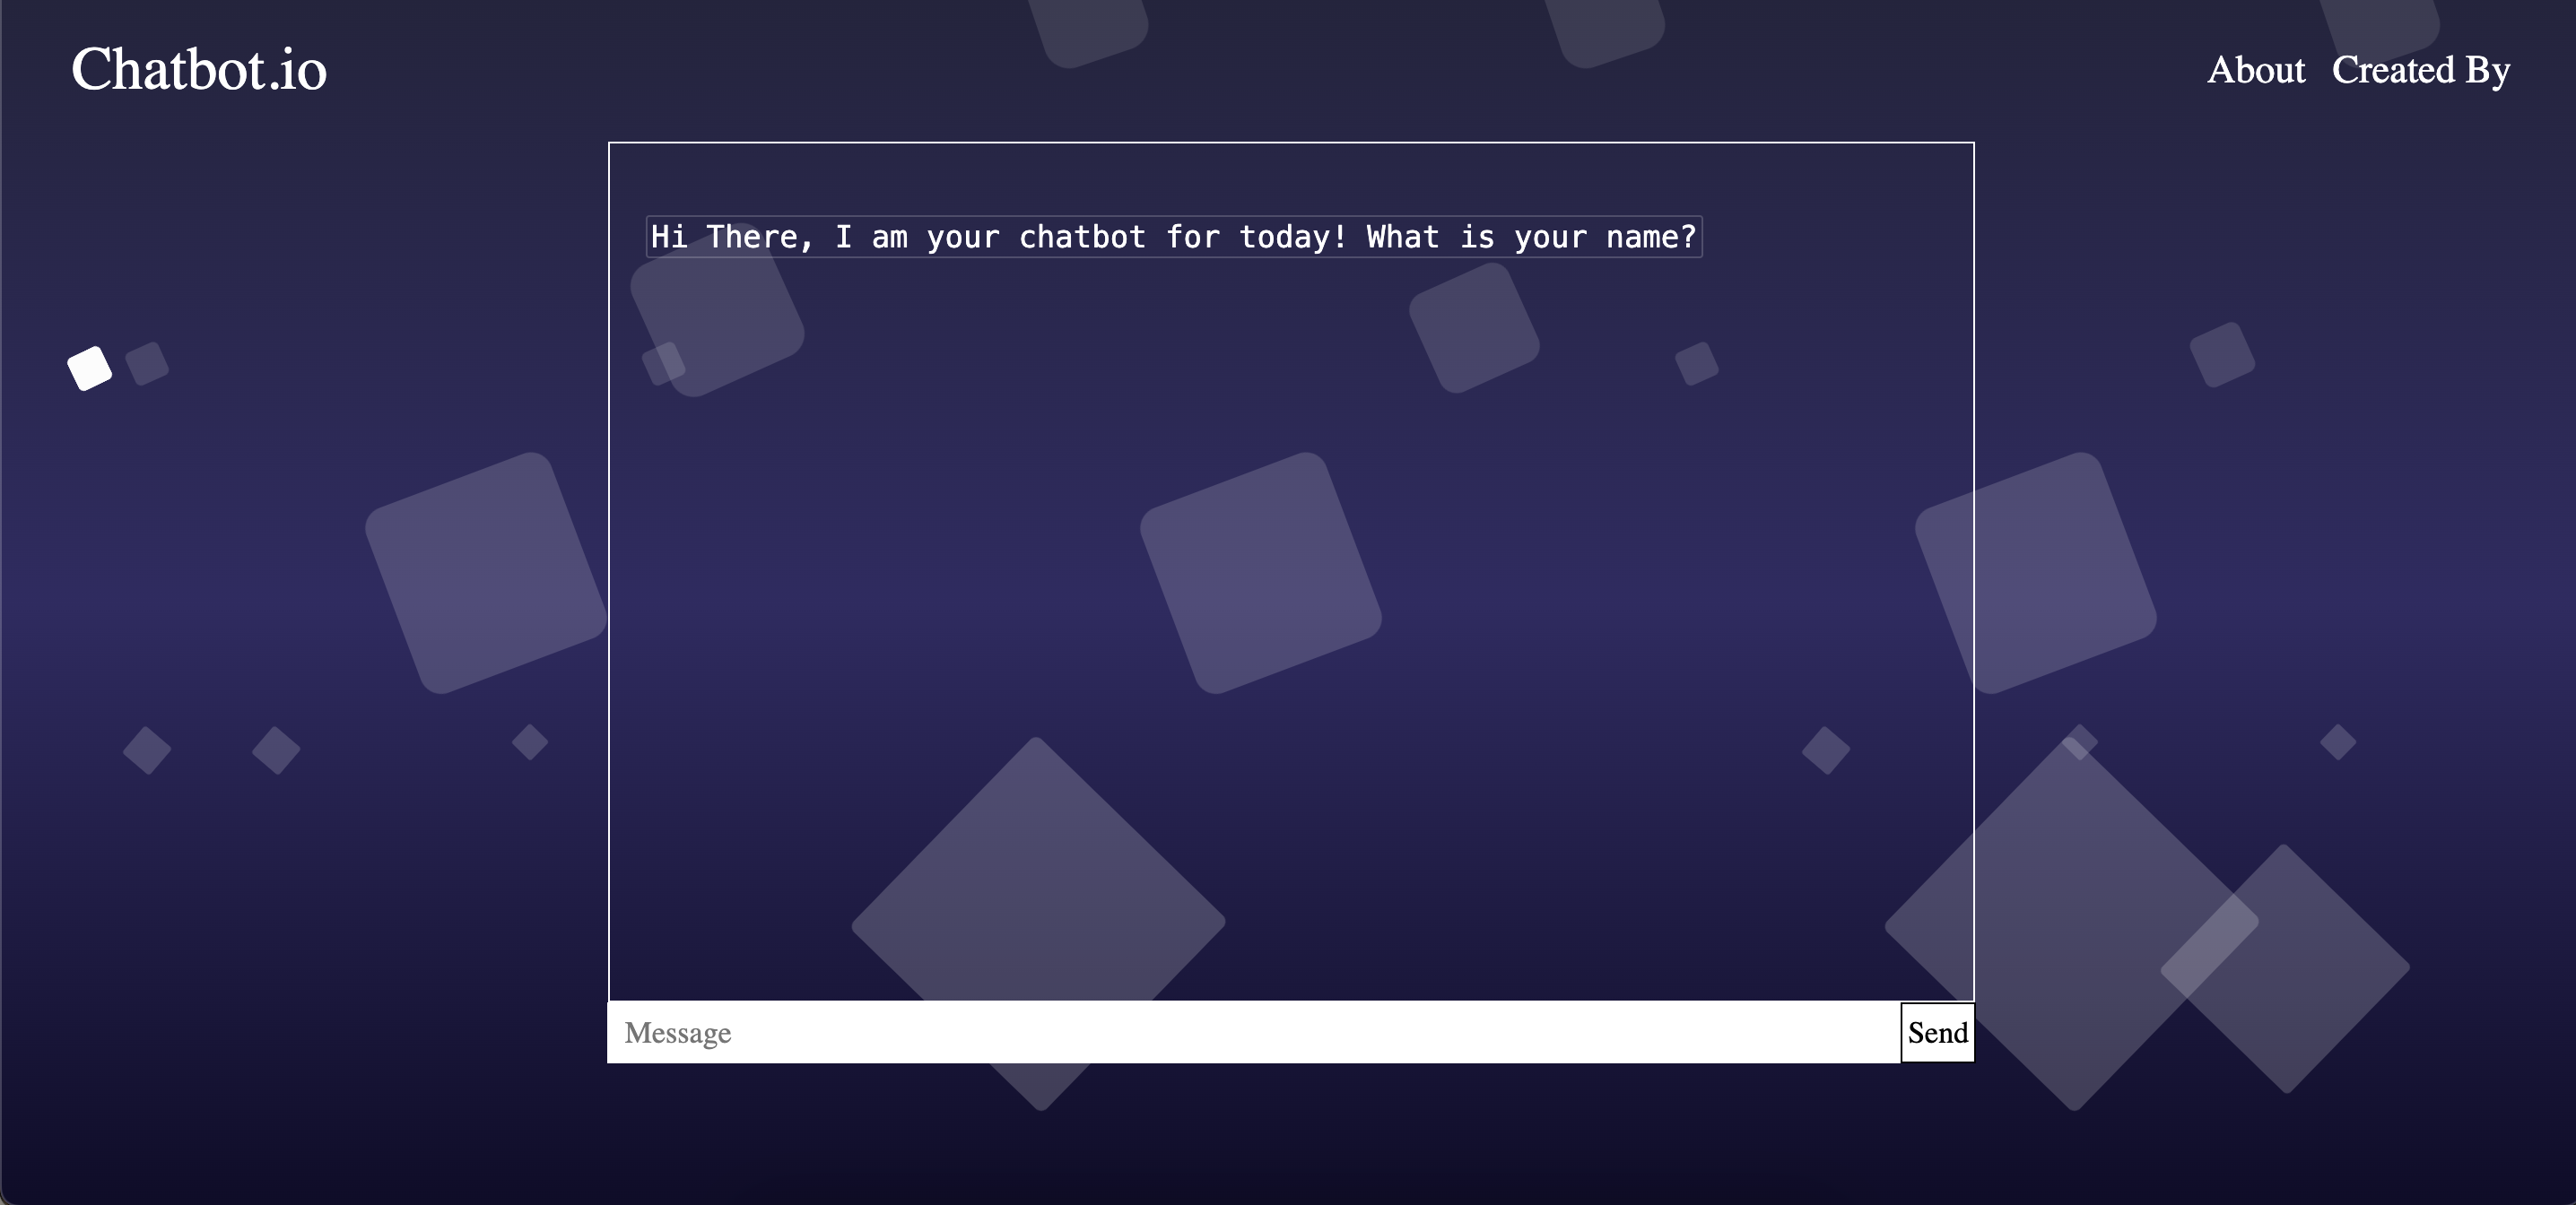 Chatbot.io
About Created By
Hi There, I am your chatbot for today! What is your name?
Message
Send